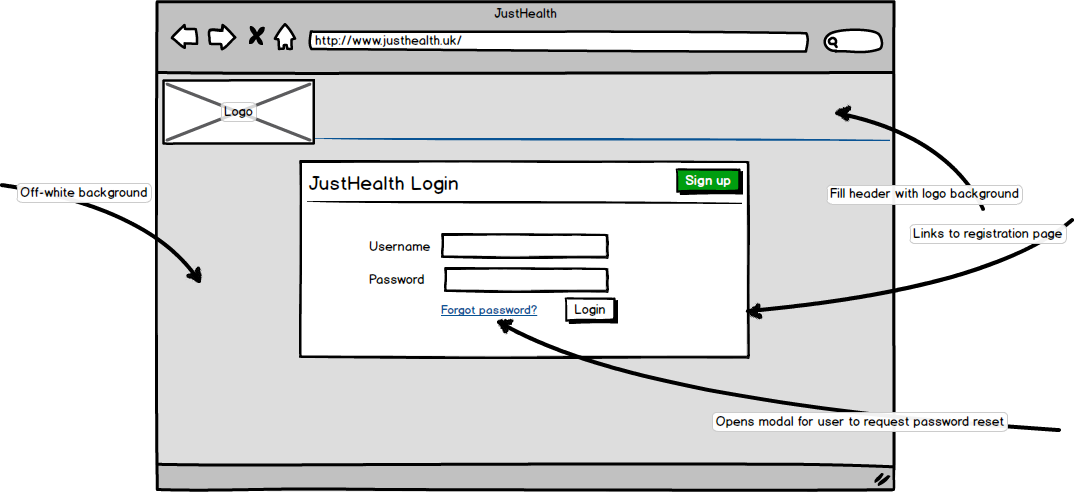 JustHealth
http://www.justhealth.uk/
Logo
Off-white background
Fill header with logo background
JustHealth Login
Sign up
Links to registration page
Username
Password
Forgot password?
Login
Opens modal for user to request password reset